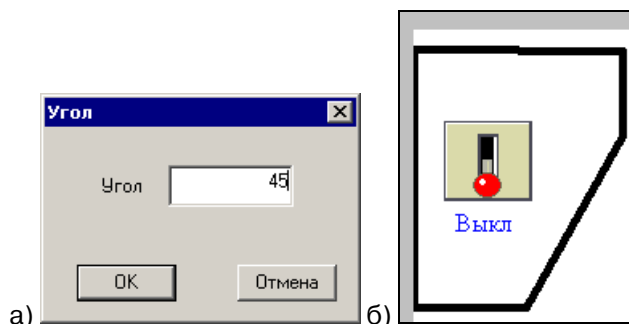 Угол
Угол 45
OK Отмена
Выкл
а) б)